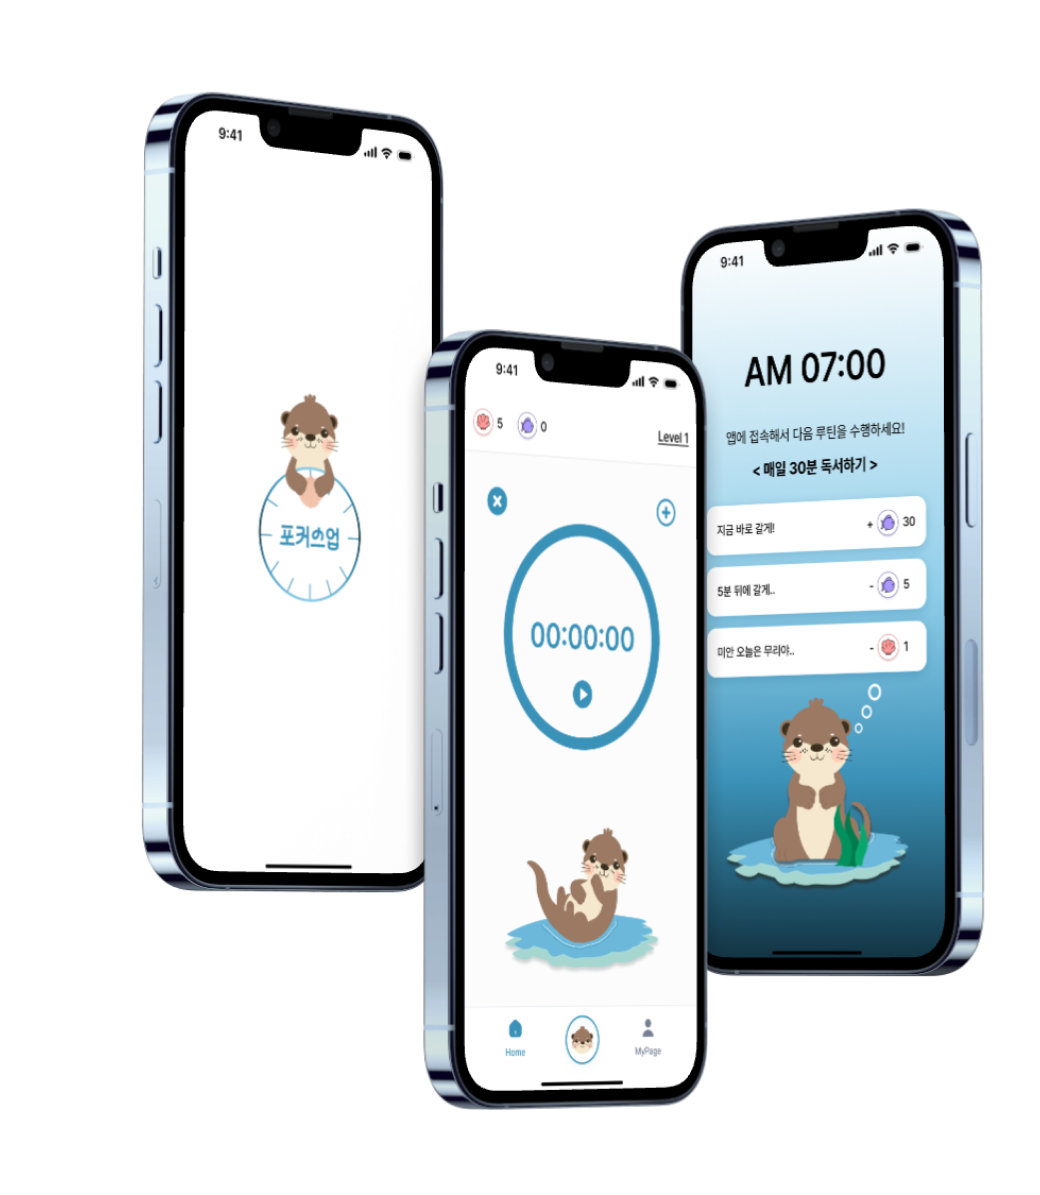 9:41
포커스업
9:41
5 0
Level 1
00:00:00
Home
MyPage
9:41
AM 07:00
앱에 접속해서 다음 루틴을 수행하세요!
< 매일 30분 독서하기 >
지금 바로 갈게! + 30
5분 뒤에 갈게.. - 5
미안 오늘은 무리야.. - 1